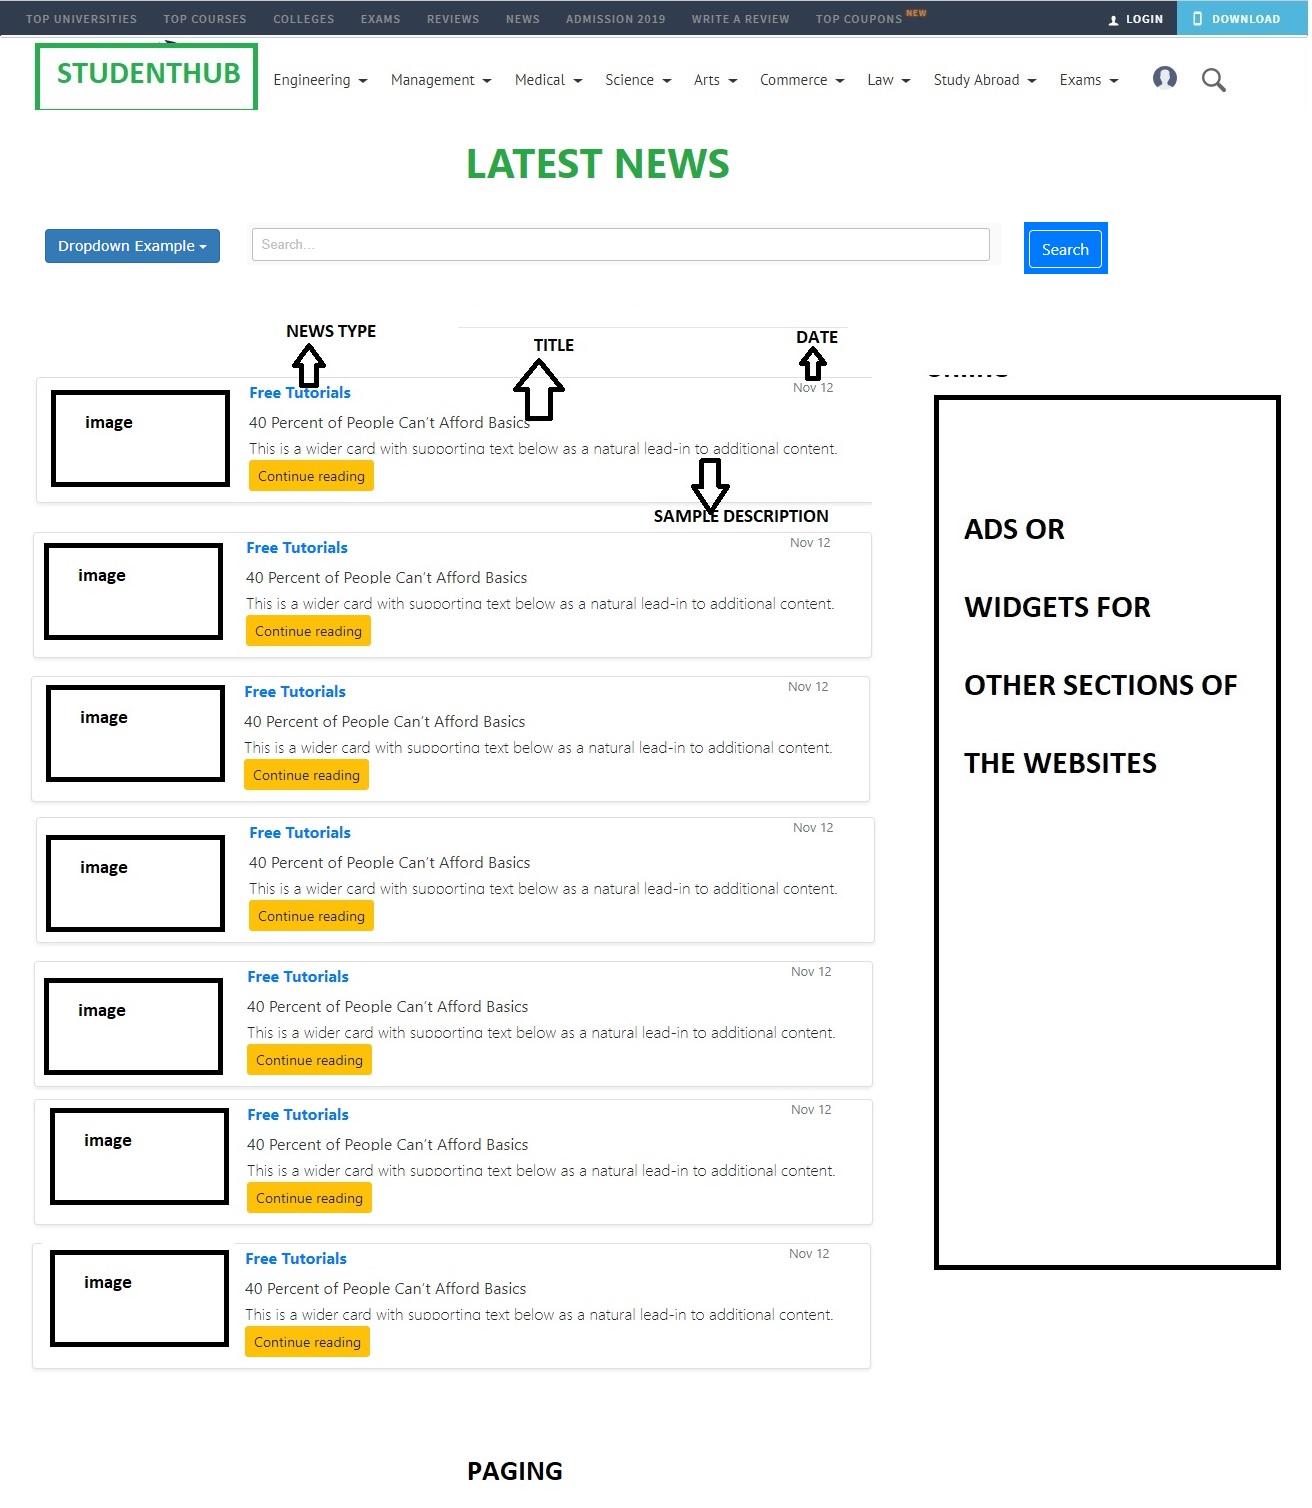 TOP UNIVERSITIES TOP COURSES COLLEGES EXAMS REVIEWS NEWS ADMISSION 2019 WRITE A REVIEW TOP COUPONS NEW LOGIN DOWNLOAD
STUDENTHUB Engineering Management Medical Science Arts Commerce Law Study Abroad Exams
LATEST NEWS
Dropdown Example Search... Search
NEWS TYPE TITLE DATE
Free Tutorials Nov 12
image
40 Percent of People Can't Afford Basics
This is a wider card with supporting text below as a natural lead-in to additional content.
Continue reading
SAMPLE DESCRIPTION
Free Tutorials Nov 12
image
40 Percent of People Can't Afford Basics
This is a wider card with supporting text below as a natural lead-in to additional content.
Continue reading
Free Tutorials Nov 12
image
40 Percent of People Can't Afford Basics
This is a wider card with supporting text below as a natural lead-in to additional content.
Continue reading
Free Tutorials Nov 12
image
40 Percent of People Can't Afford Basics
This is a wider card with supporting text below as a natural lead-in to additional content.
Continue reading
Free Tutorials Nov 12
image
40 Percent of People Can't Afford Basics
This is a wider card with supporting text below as a natural lead-in to additional content.
Continue reading
Free Tutorials Nov 12
image
40 Percent of People Can't Afford Basics
This is a wider card with supporting text below as a natural lead-in to additional content.
Continue reading
Free Tutorials Nov 12
image
40 Percent of People Can't Afford Basics
This is a wider card with supporting text below as a natural lead-in to additional content.
Continue reading
ADS OR
WIDGETS FOR
OTHER SECTIONS OF
THE WEBSITES
PAGING